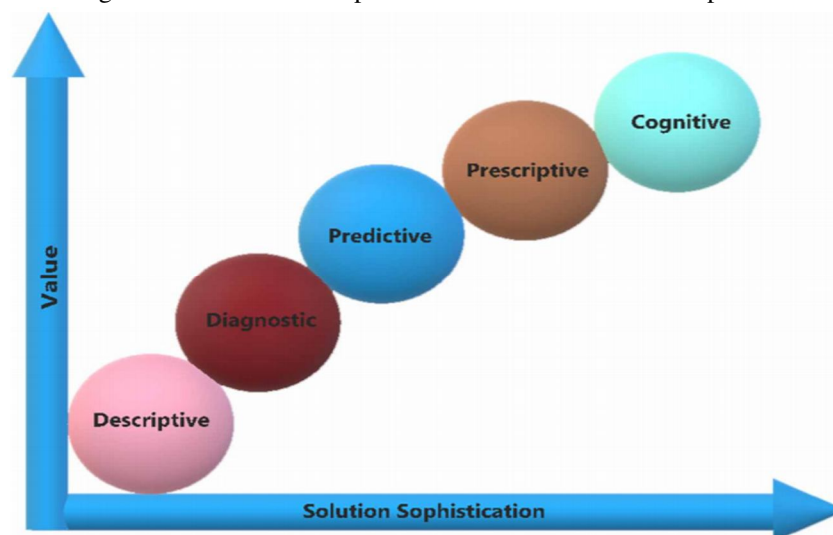 Cognitive
Prescriptive
Predictive
Value
Diagnostic
Descriptive
Solution Sophistication